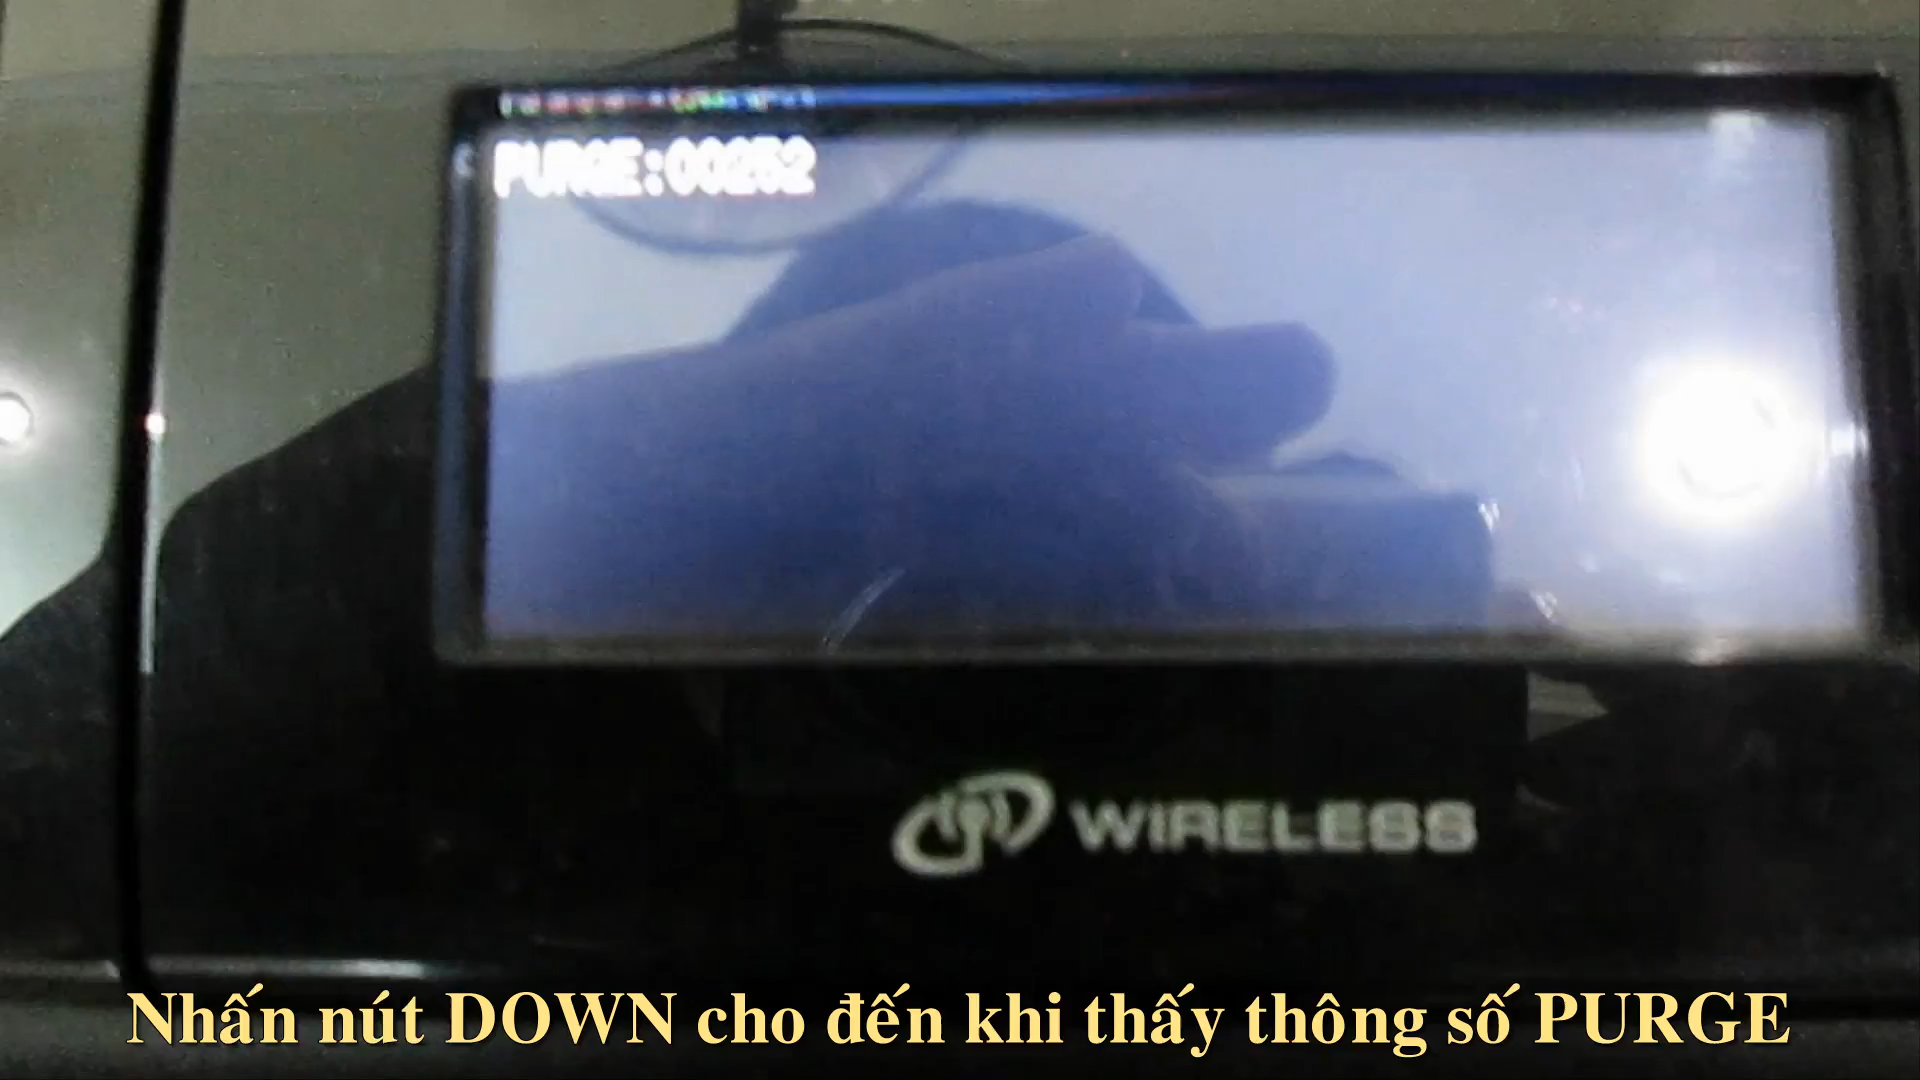 PURGE:00252
WIRELESS
Nhấn nút DOWN cho đến khi thấy thông số PURGE